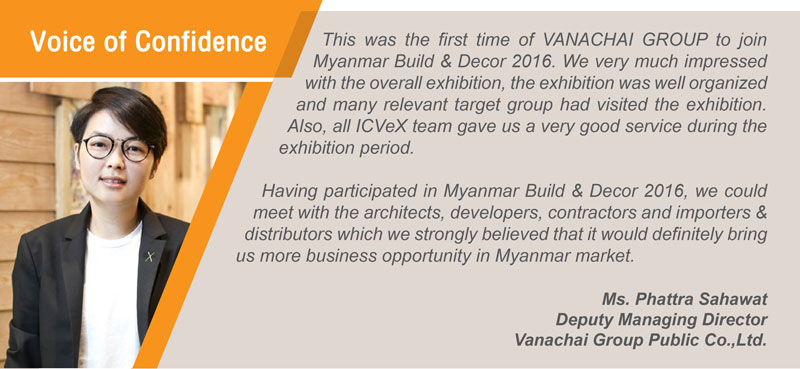 Voice of Confidence
This was the first time of VANACHAI GROUP to join
Myanmar Build & Decor 2016. We very much impressed
with the overall exhibition, the exhibition was well organized
and many relevant target group had visited the exhibition.
Also, all ICVeX team gave us a very good service during the
exhibition period.
Having participated in Myanmar Build & Decor 2016, we could
meet with the architects, developers, contractors and importers &
distributors which we strongly believed that it would definitely bring
us more business opportunity in Myanmar market.
Ms. Phattra Sahawat
Deputy Managing Director
Vanachai Group Public Co.,Ltd.